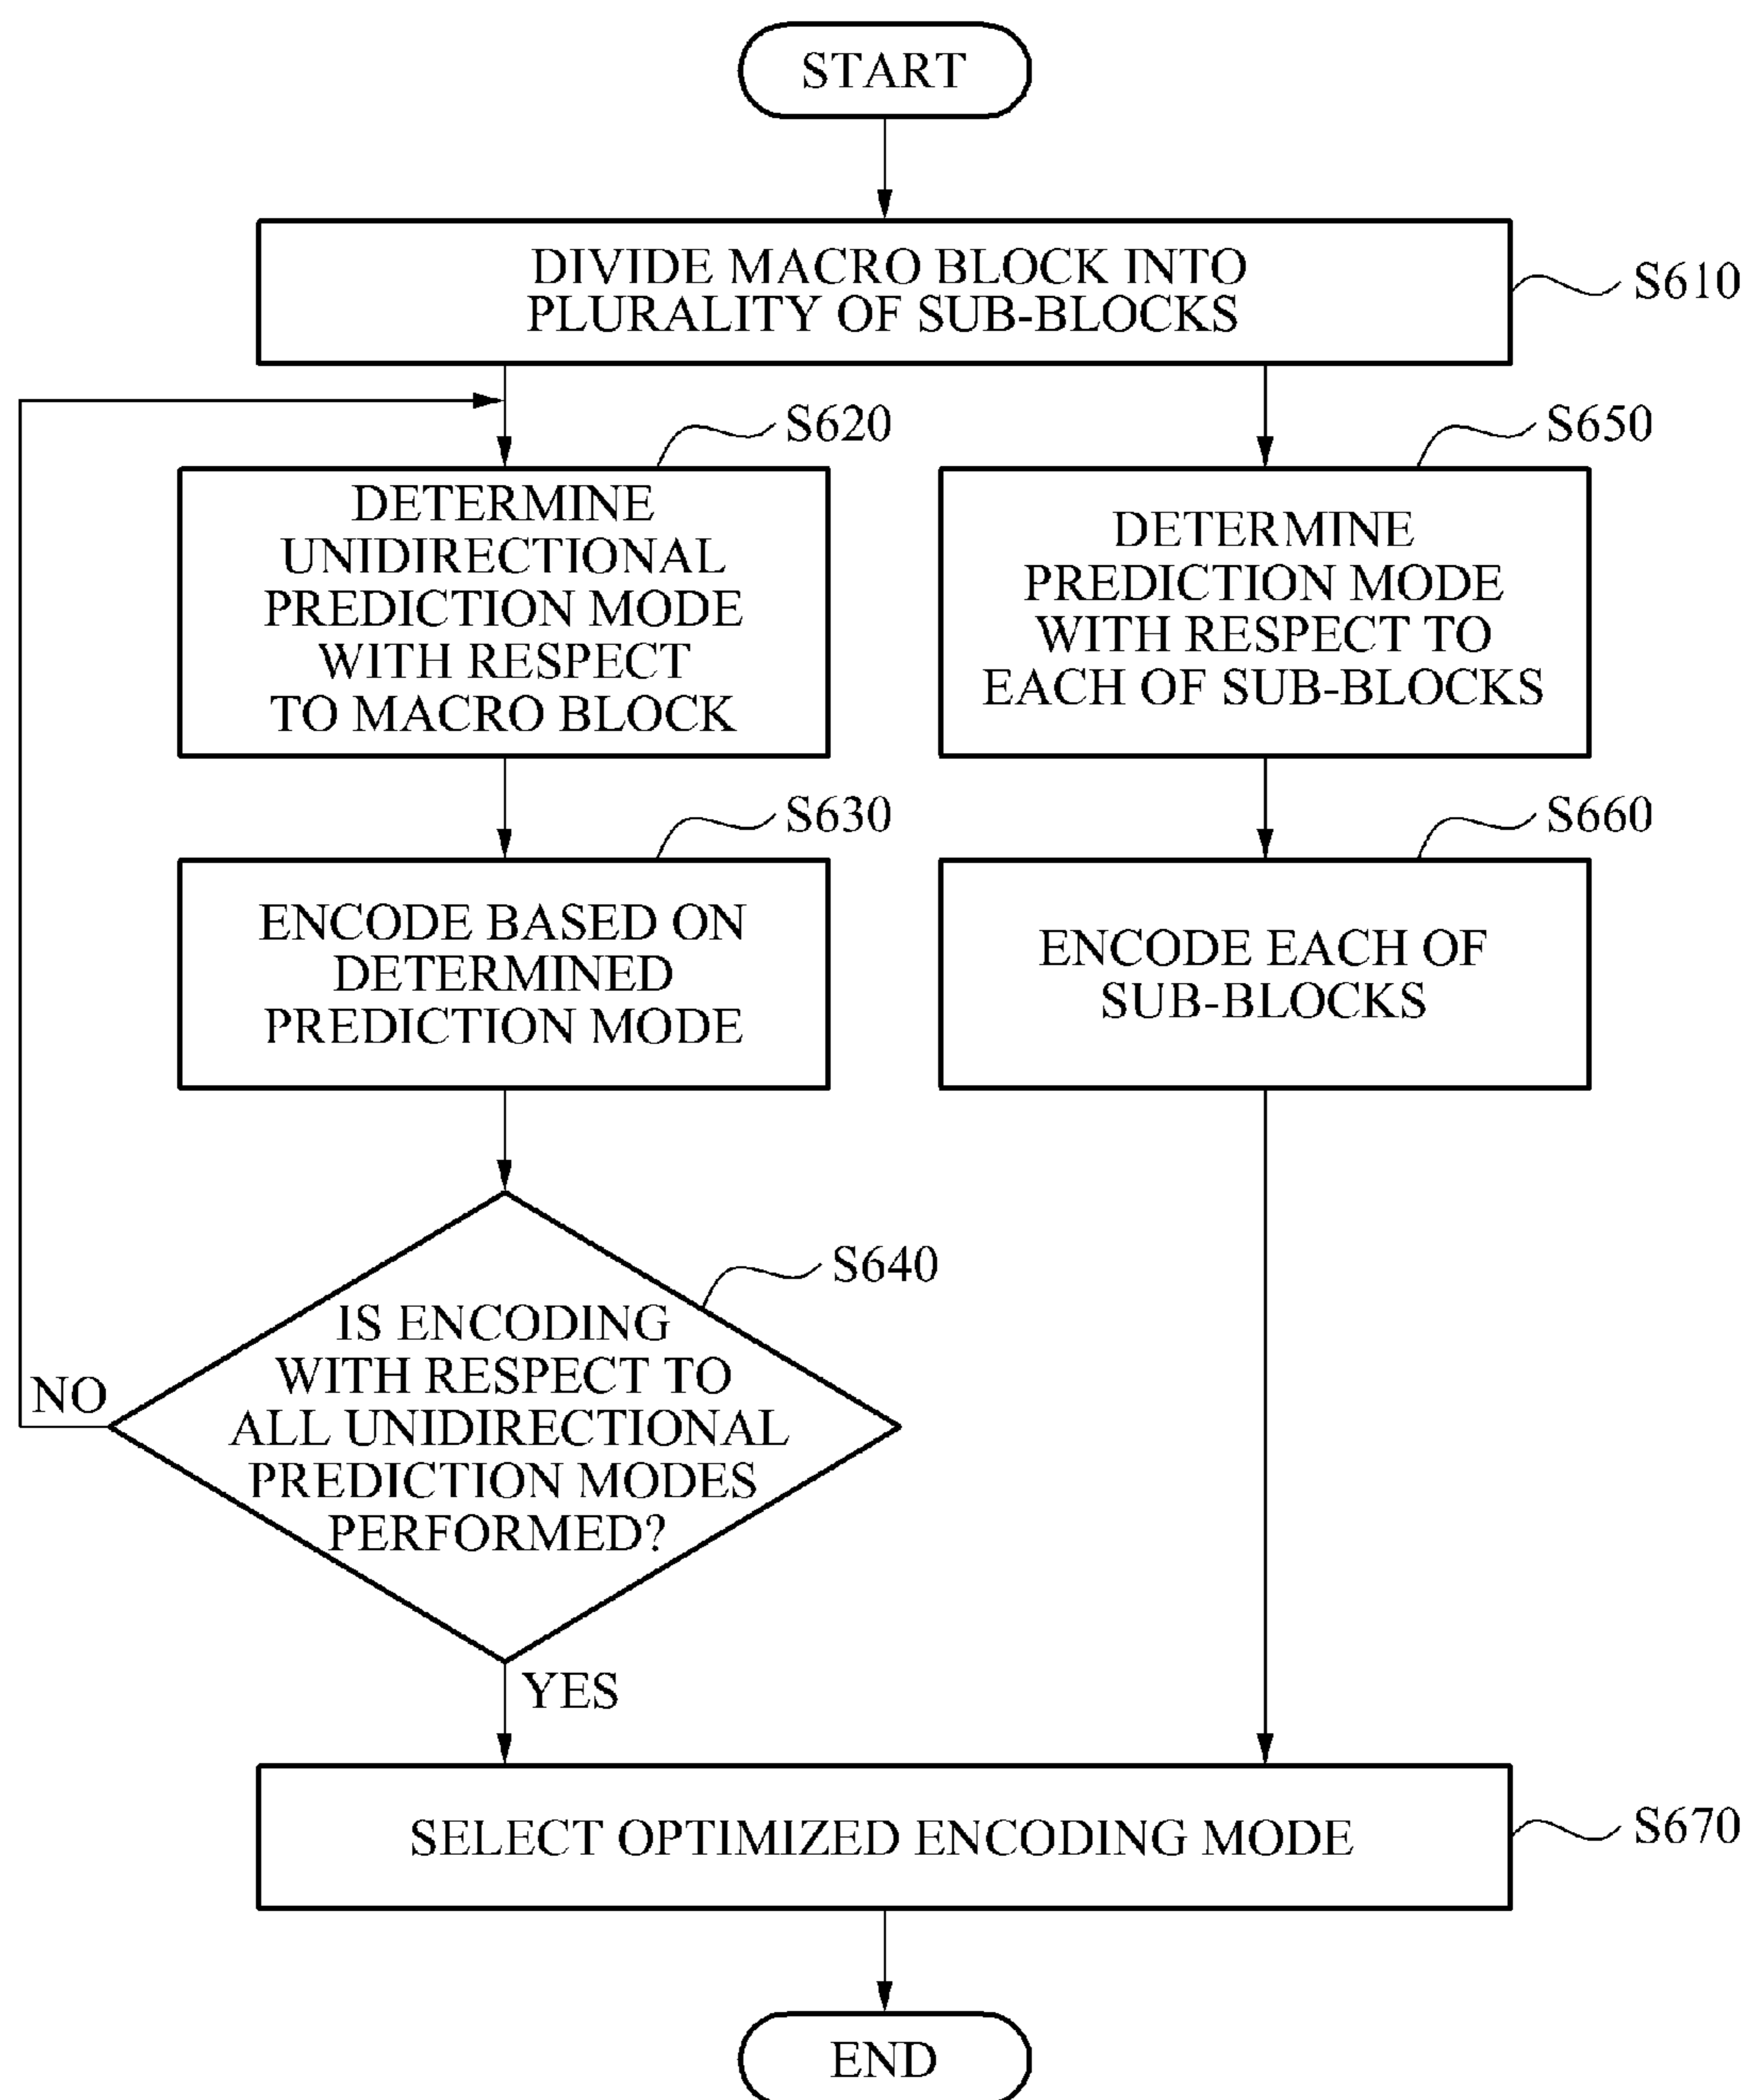 START
DIVIDE MACRO BLOCK INTO
PLURALITY OF SUB-BLOCKS
S610
S620
DETERMINE
UNIDIRECTIONAL
PREDICTION MODE
WITH RESPECT
TO MACRO BLOCK
S650
DETERMINE
PREDICTION MODE
WITH RESPECT TO
EACH OF SUB-BLOCKS
S630
ENCODE BASED ON
DETERMINED
PREDICTION MODE
S660
ENCODE EACH OF
SUB-BLOCKS
S640
IS ENCODING
WITH RESPECT TO
ALL UNIDIRECTIONAL
PREDICTION MODES
PERFORMED?
NO
YES
SELECT OPTIMIZED ENCODING MODE
S670
END